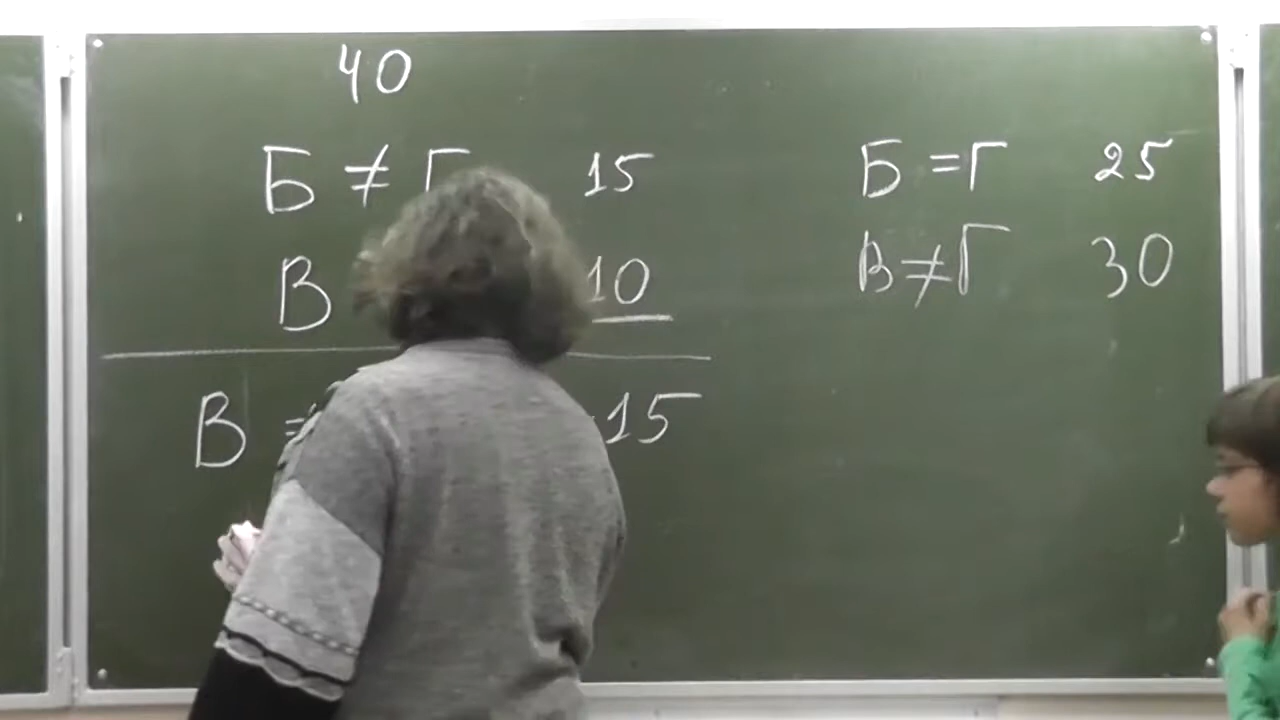 40
Б ≠ Г 15
В 10
В = 15
Б = Г 25
В ≠ Г 30